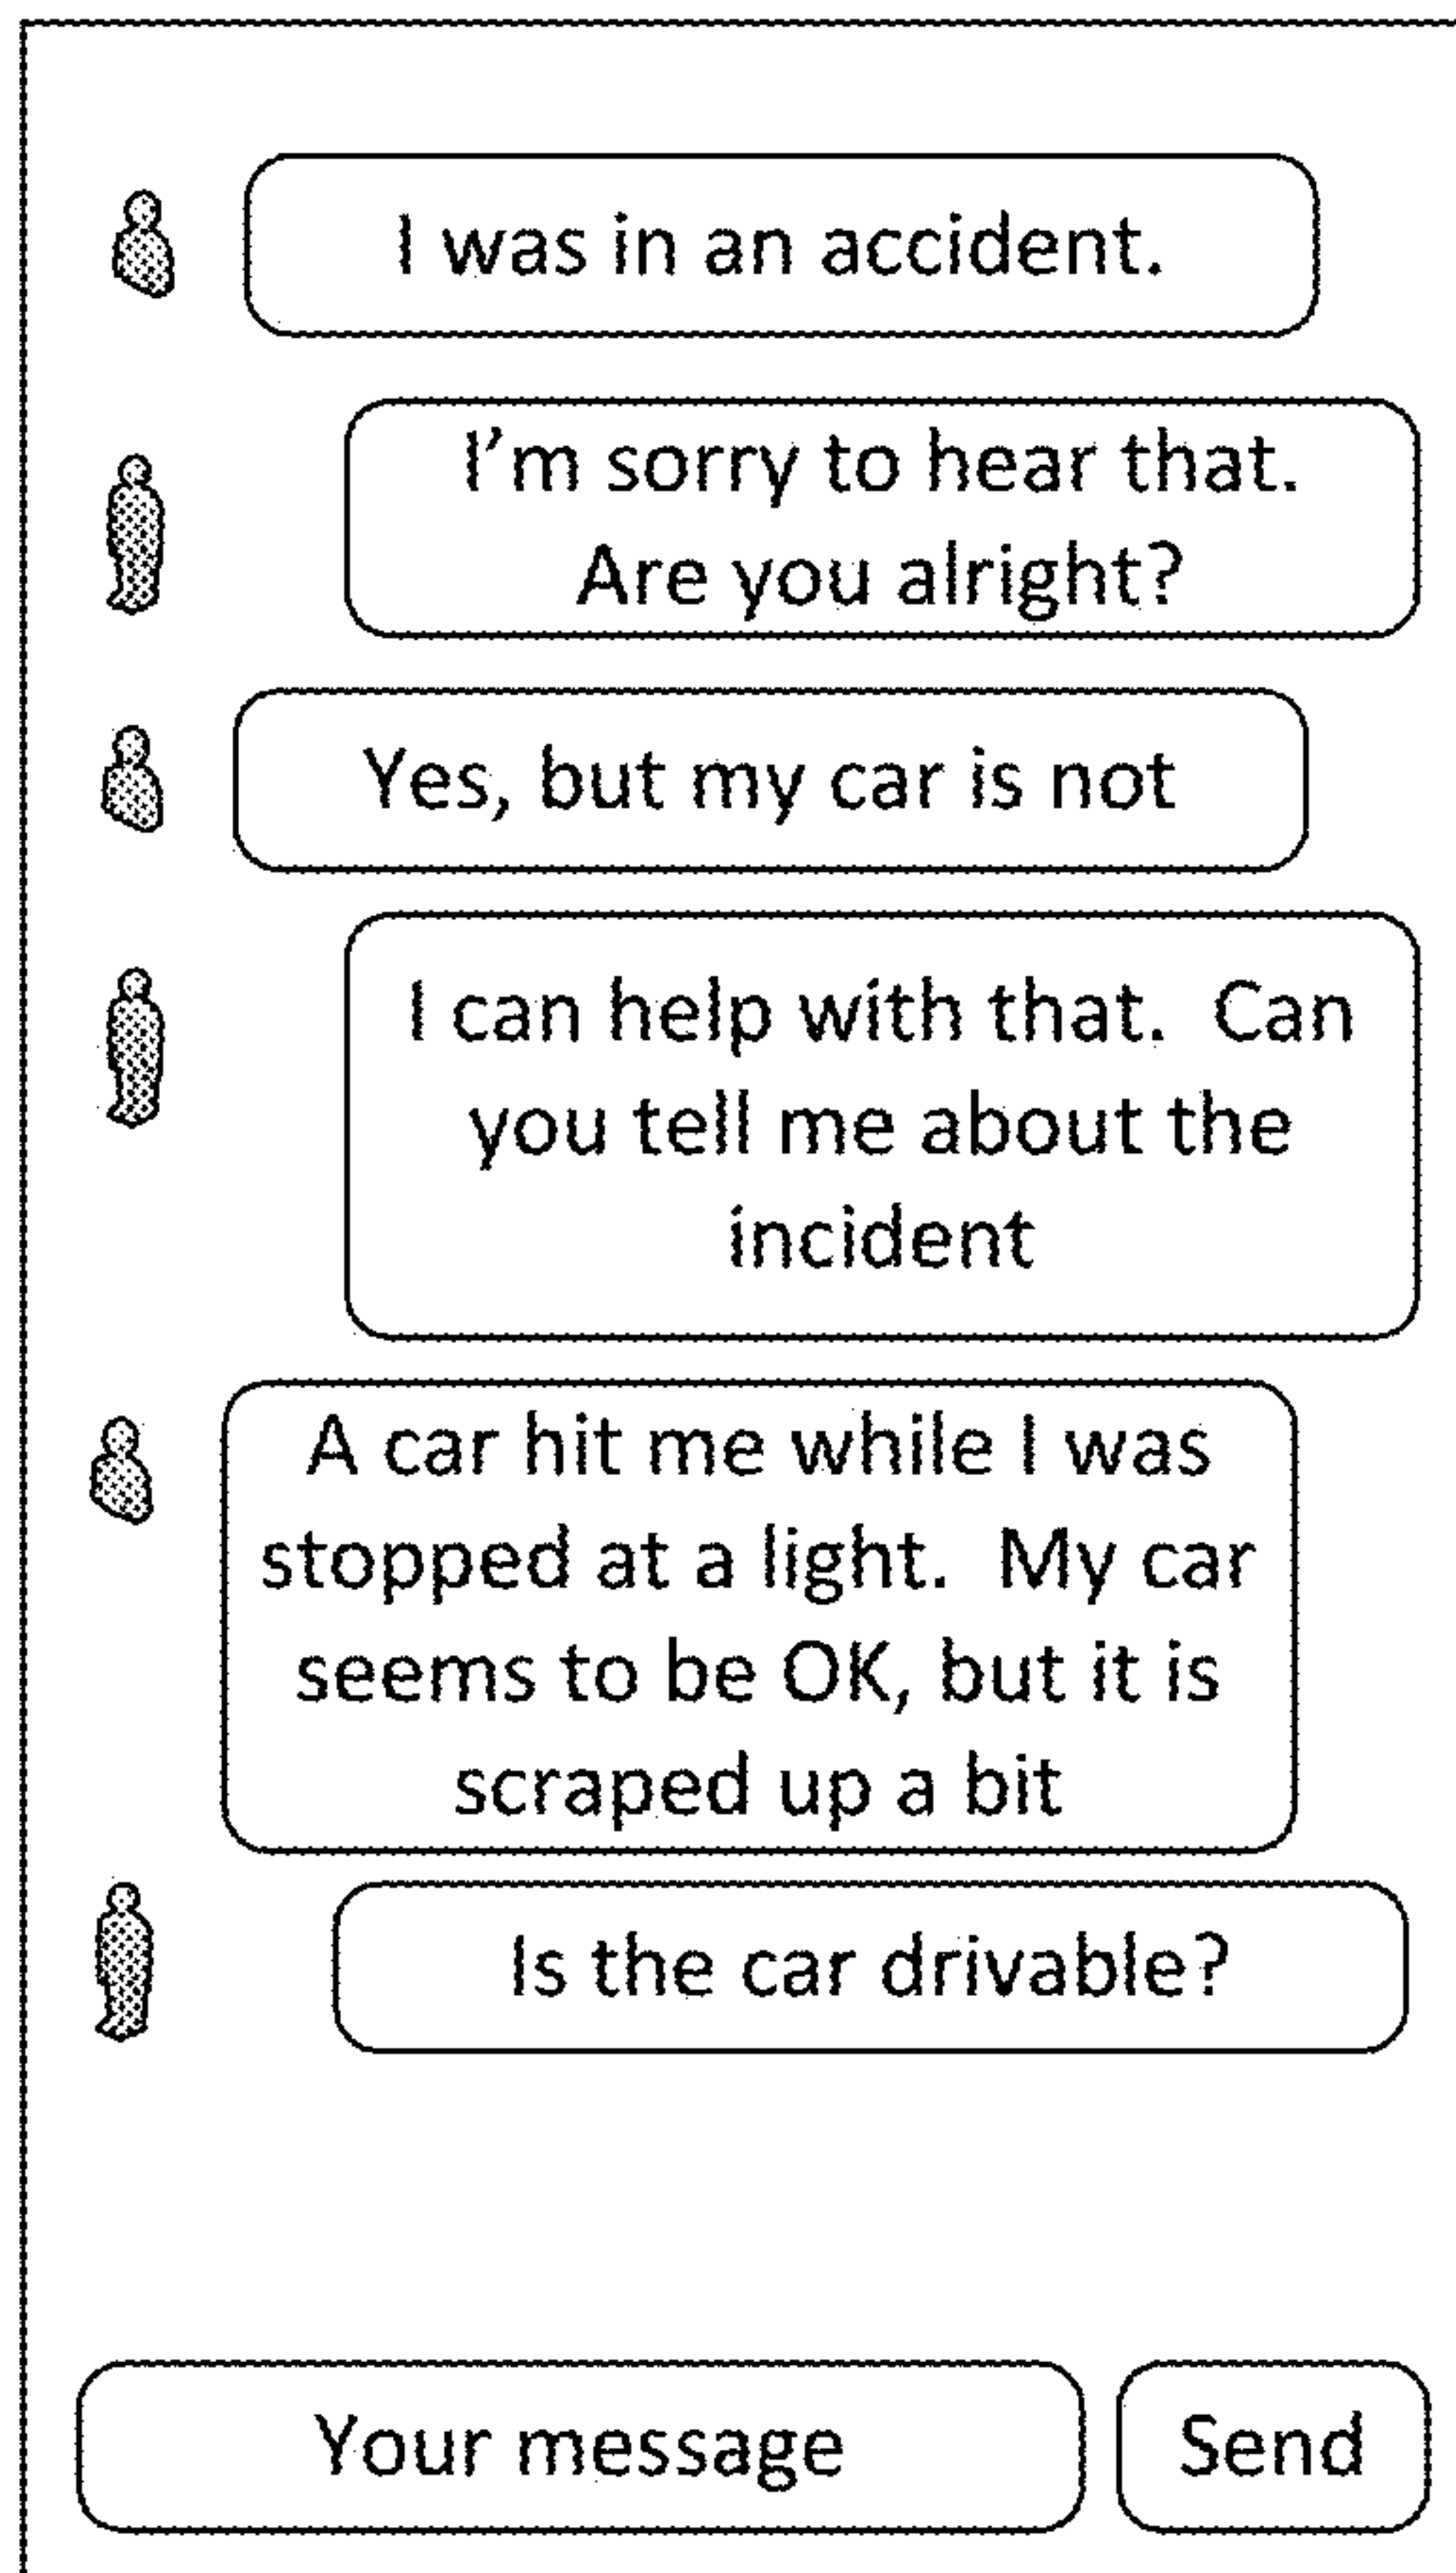 I was in an accident.
I'm sorry to hear that.
Are you alright?
Yes, but my car is not
I can help with that.  Can
you tell me about the
incident
A car hit me while I was
stopped at a light.  My car
seems to be OK, but it is
scraped up a bit
Is the car drivable?
Your message
Send